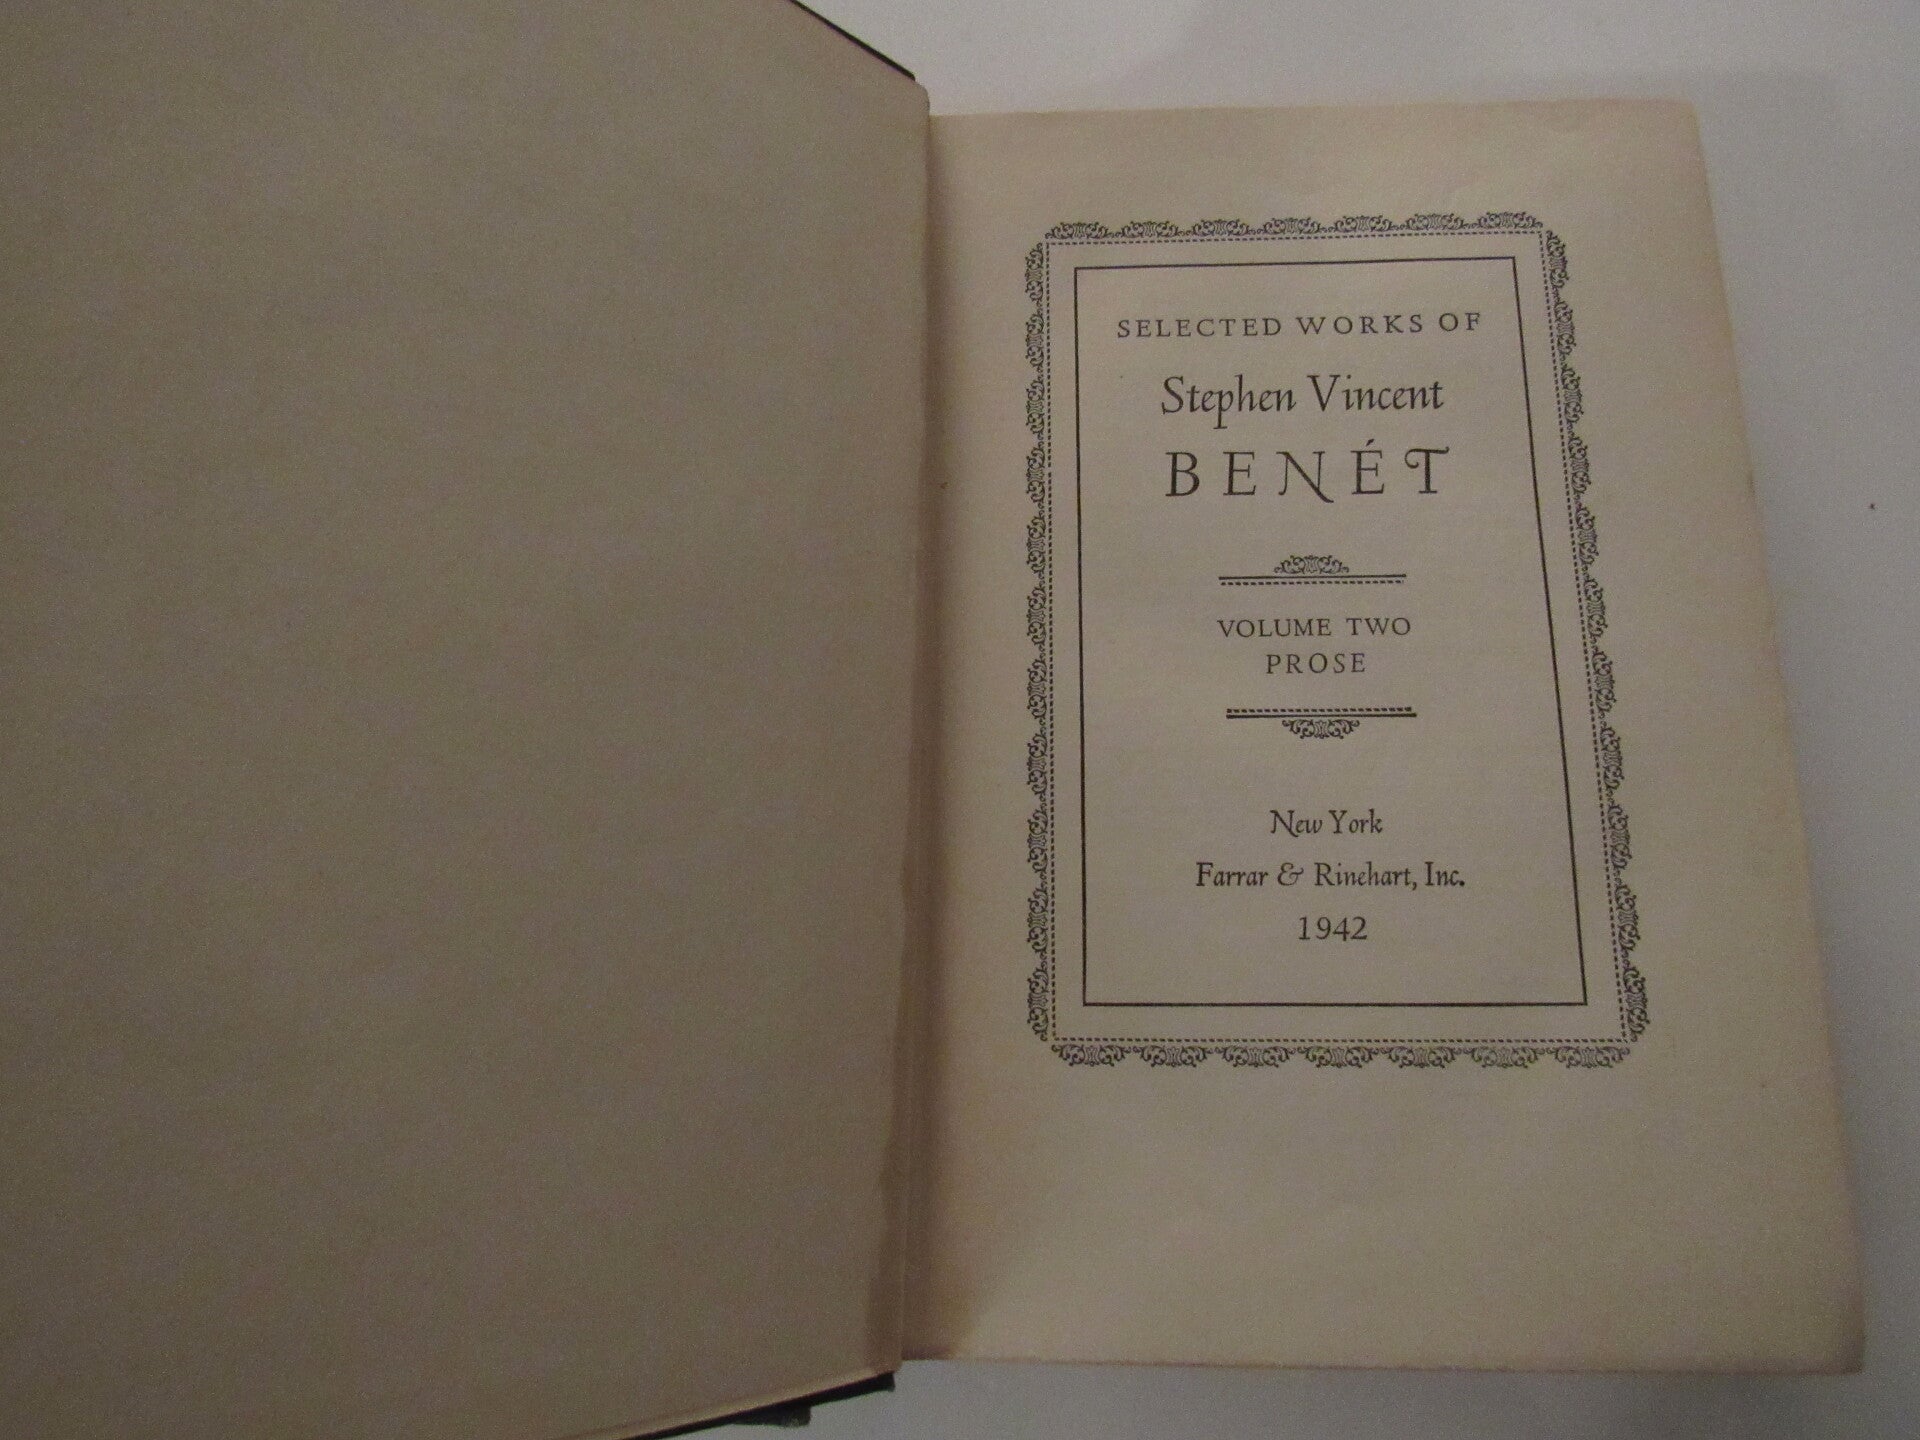 SELECTED WORKS OF
Stephen Vincent
BENÉT
VOLUME TWO
PROSE
New York
Farrar & Rinehart, Inc.
1942